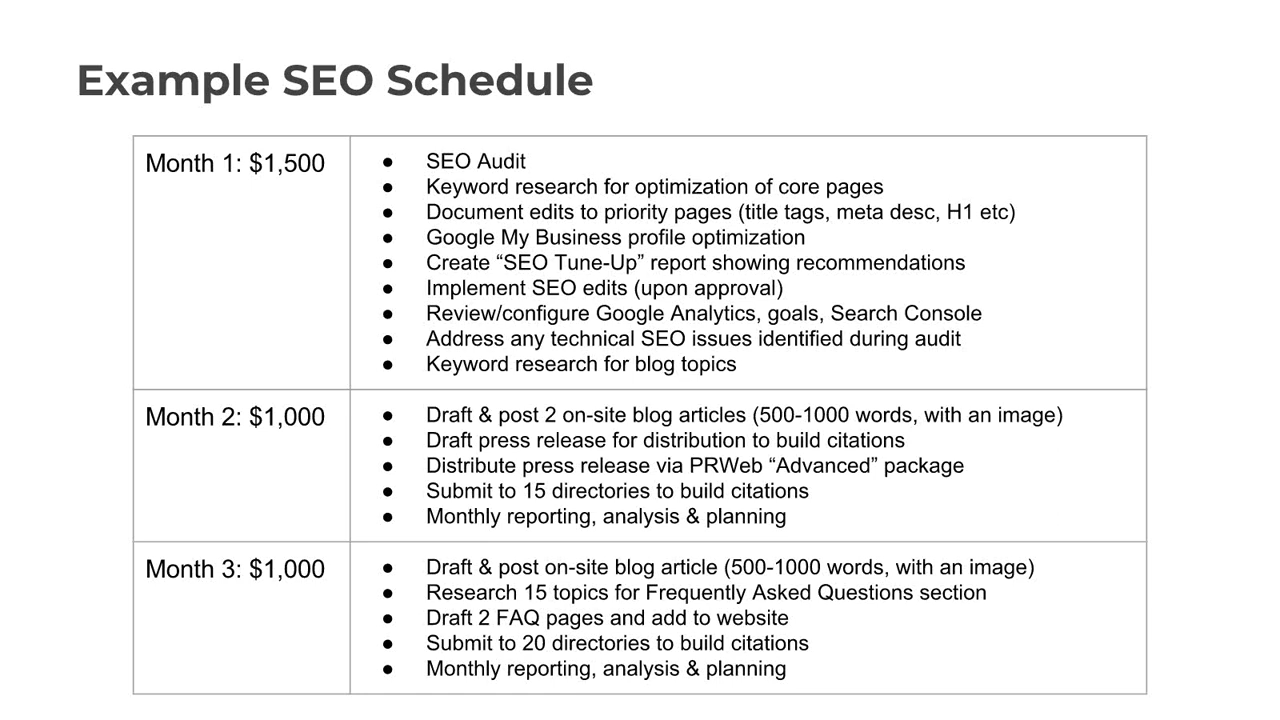 Example SEO Schedule
Month 1: $1,500
● SEO Audit
● Keyword research for optimization of core pages
● Document edits to priority pages (title tags, meta desc, H1 etc)
● Google My Business profile optimization
● Create “SEO Tune-Up” report showing recommendations
● Implement SEO edits (upon approval)
● Review/configure Google Analytics, goals, Search Console
● Address any technical SEO issues identified during audit
● Keyword research for blog topics
Month 2: $1,000
● Draft & post 2 on-site blog articles (500-1000 words, with an image)
● Draft press release for distribution to build citations
● Distribute press release via PRWeb “Advanced” package
● Submit to 15 directories to build citations
● Monthly reporting, analysis & planning
Month 3: $1,000
● Draft & post on-site blog article (500-1000 words, with an image)
● Research 15 topics for Frequently Asked Questions section
● Draft 2 FAQ pages and add to website
● Submit to 20 directories to build citations
● Monthly reporting, analysis & planning